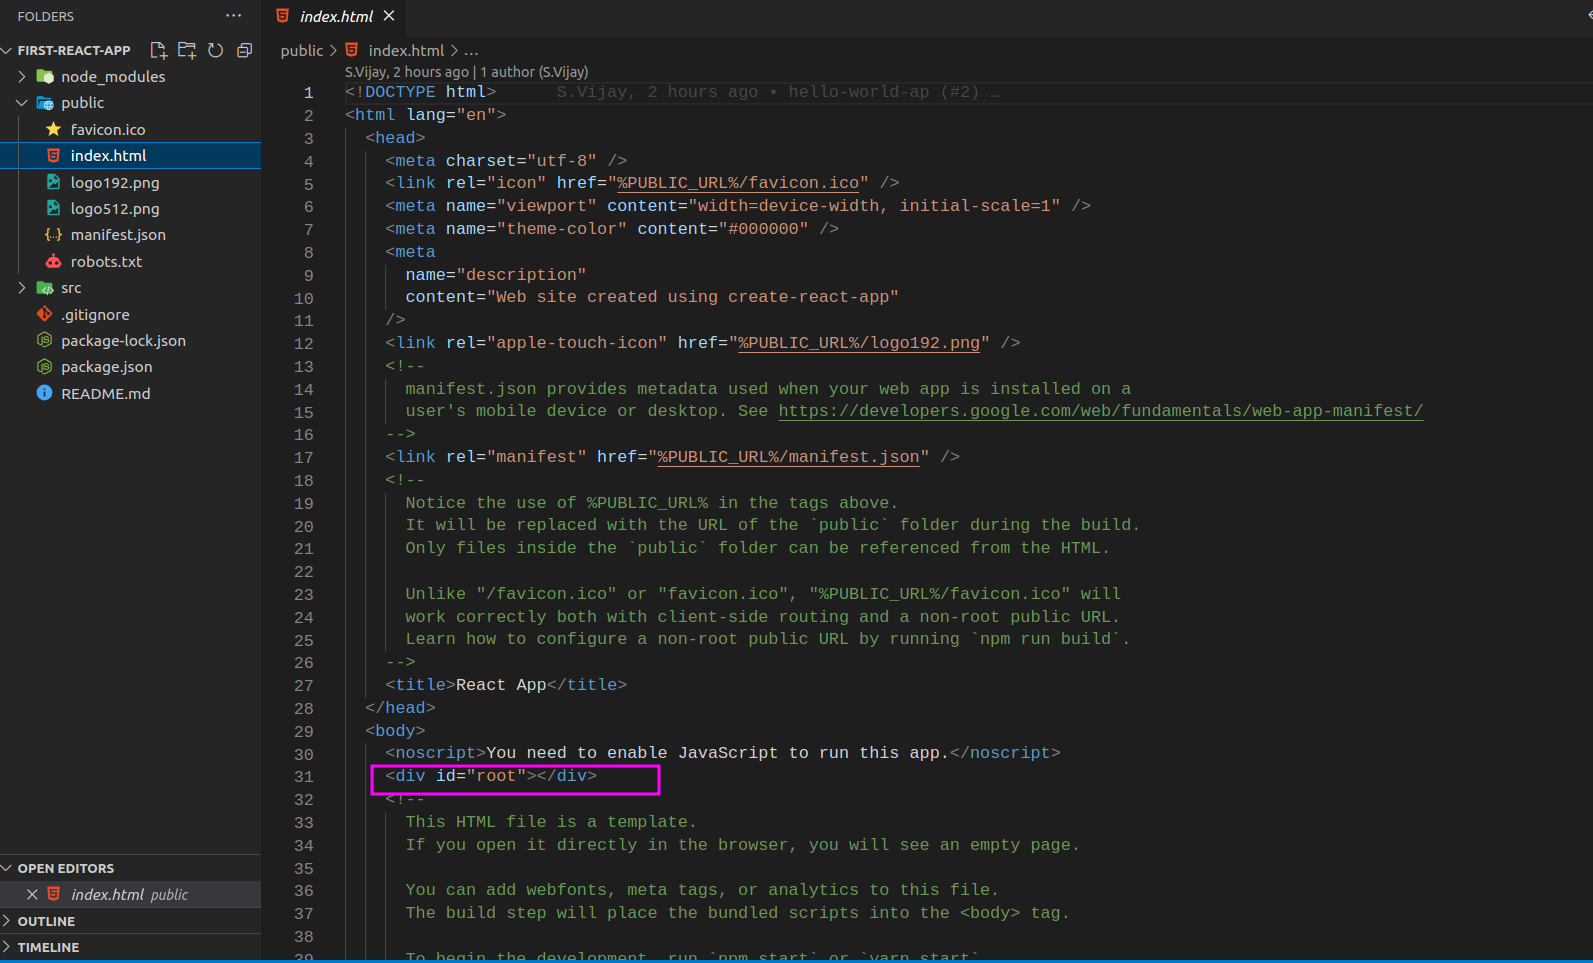 FOLDERS
FIRST-REACT-APP
node_modules
public
favicon.ico
index.html
logo192.png
logo512.png
manifest.json
robots.txt
src
.gitignore
package-lock.json
package.json
README.md
OPEN EDITORS
index.html public
OUTLINE
TIMELINE
index.html
public > index.html > ...
S.Vijay, 2 hours ago | 1 author (S.Vijay)
1 <!DOCTYPE html> S.Vijay, 2 hours ago • hello-world-ap (#2) …
2 <html lang="en">
3 <head>
4 <meta charset="utf-8" />
5 <link rel="icon" href="%PUBLIC_URL%/favicon.ico" />
6 <meta name="viewport" content="width=device-width, initial-scale=1" />
7 <meta name="theme-color" content="#000000" />
8 <meta
9 name="description"
10 content="Web site created using create-react-app"
11 />
12 <link rel="apple-touch-icon" href="%PUBLIC_URL%/logo192.png" />
13 <!--
14 manifest.json provides metadata used when your web app is installed on a
15 user's mobile device or desktop. See https://developers.google.com/web/fundamentals/web-app-manifest/
16 -->
17 <link rel="manifest" href="%PUBLIC_URL%/manifest.json" />
18 <!--
19 Notice the use of %PUBLIC_URL% in the tags above.
20 It will be replaced with the URL of the `public` folder during the build.
21 Only files inside the `public` folder can be referenced from the HTML.
22
23 Unlike "/favicon.ico" or "favicon.ico", "%PUBLIC_URL%/favicon.ico" will
24 work correctly both with client-side routing and a non-root public URL.
25 Learn how to configure a non-root public URL by running `npm run build`.
26 -->
27 <title>React App</title>
28 </head>
29 <body>
30 <noscript>You need to enable JavaScript to run this app.</noscript>
31 <div id="root"></div>
32 <!--
33 This HTML file is a template.
34 If you open it directly in the browser, you will see an empty page.
35
36 You can add webfonts, meta tags, or analytics to this file.
37 The build step will place the bundled scripts into the <body> tag.
38
39 To begin the development, run `npm start` or `yarn start`